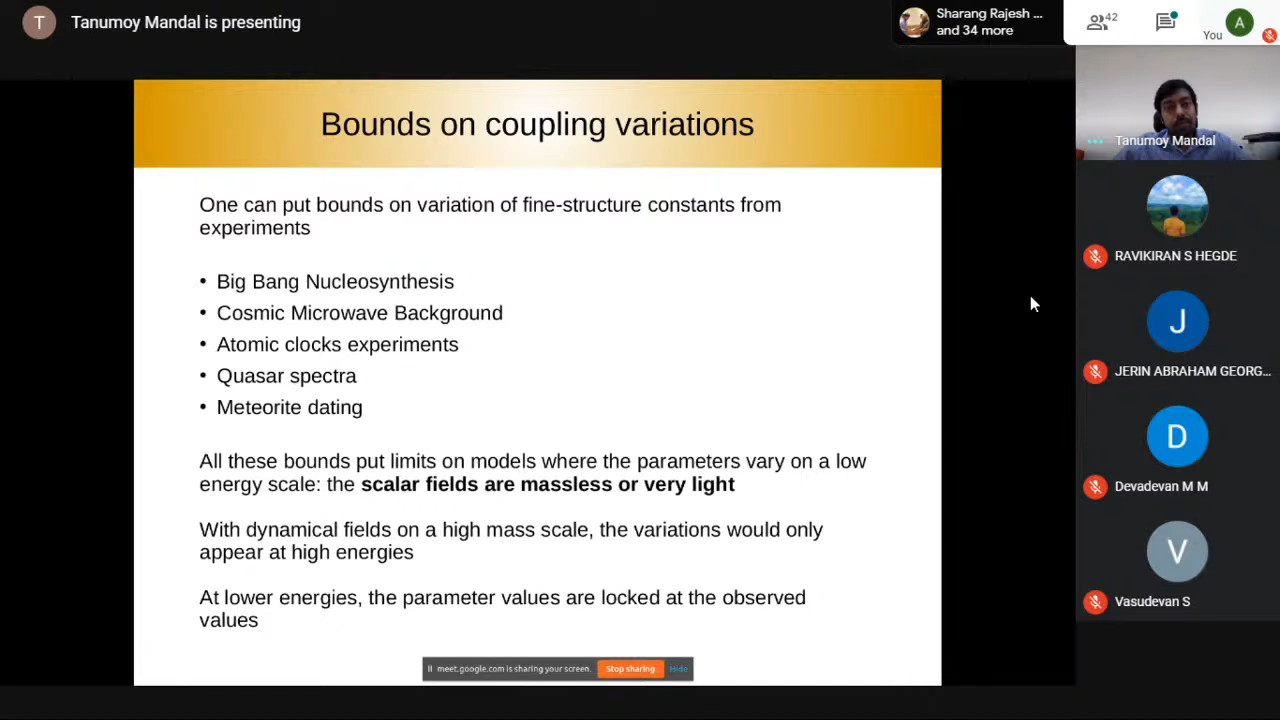 T
Tanumoy Mandal is presenting
Sharang Rajesh ...
and 34 more
42
You
A
Bounds on coupling variations
Tanumoy Mandal
One can put bounds on variation of fine-structure constants from
experiments
• Big Bang Nucleosynthesis
• Cosmic Microwave Background
• Atomic clocks experiments
• Quasar spectra
• Meteorite dating
All these bounds put limits on models where the parameters vary on a low
energy scale: the scalar fields are massless or very light
With dynamical fields on a high mass scale, the variations would only
appear at high energies
At lower energies, the parameter values are locked at the observed
values
meet.google.com is sharing your screen.
Stop sharing
Hide
RAVIKIRAN S HEGDE
J
JERIN ABRAHAM GEORG...
D
Devadevan M M
V
Vasudevan S